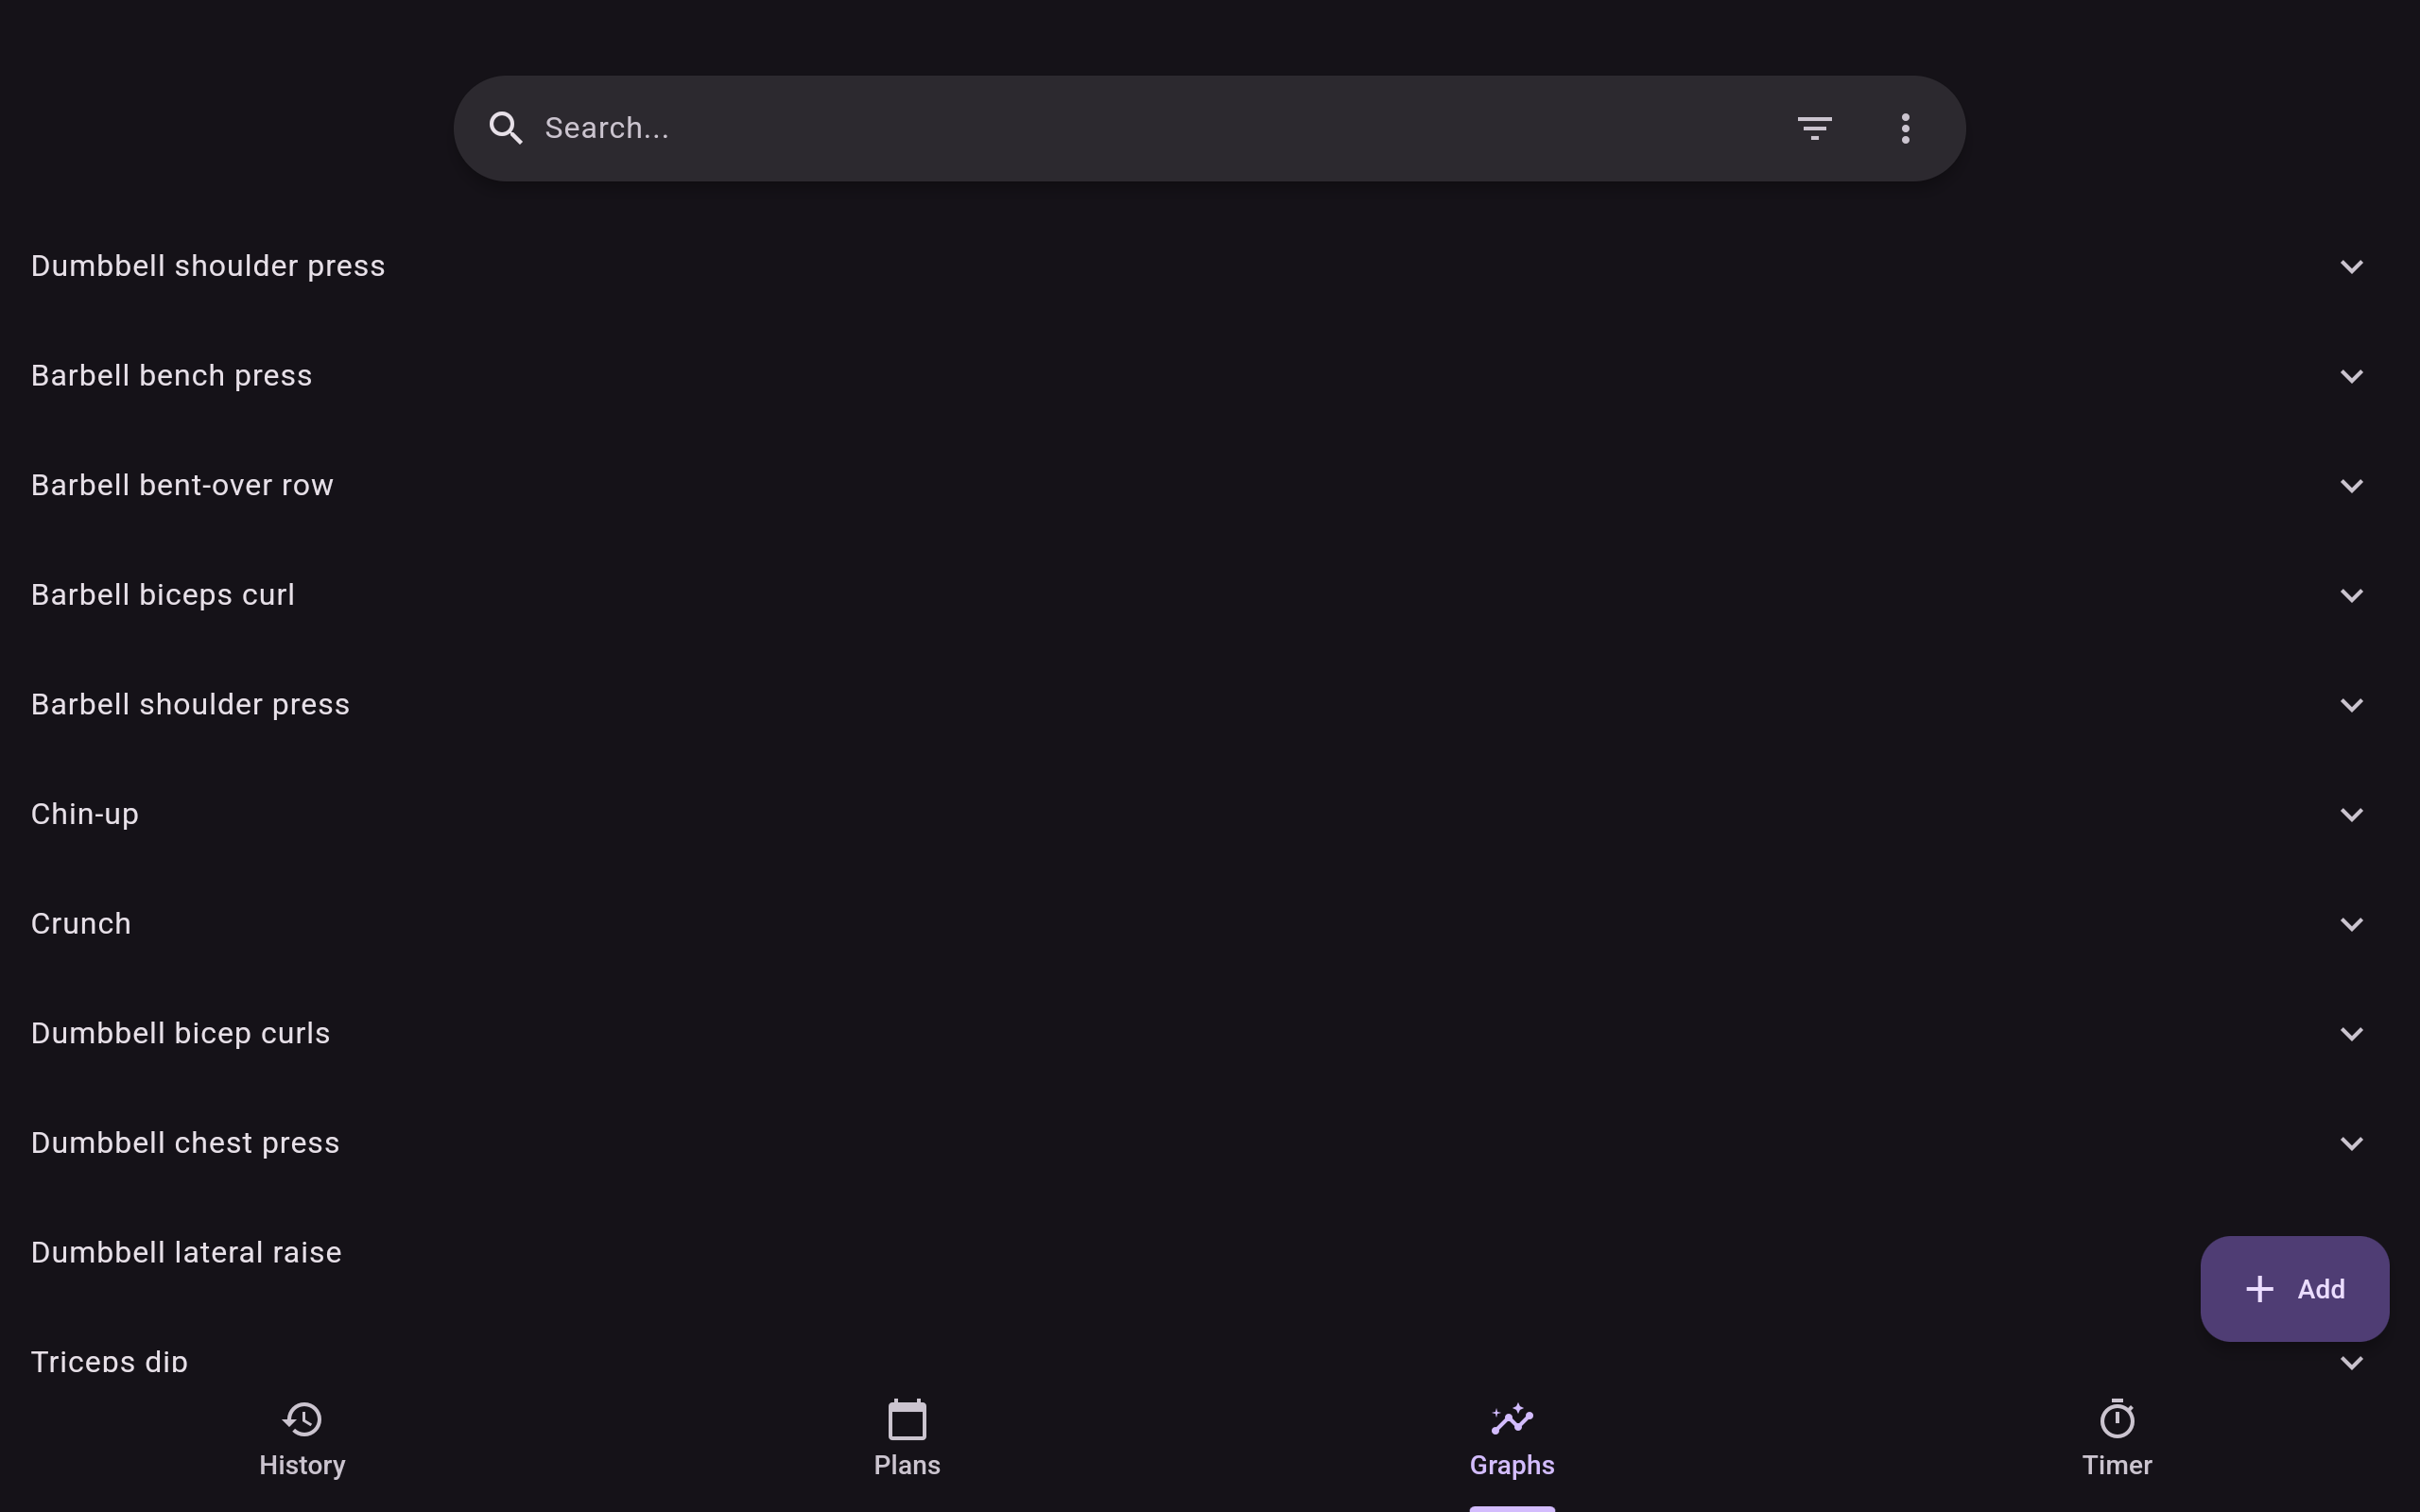 Search...
Dumbbell shoulder press
Barbell bench press
Barbell bent-over row
Barbell biceps curl
Barbell shoulder press
Chin-up
Crunch
Dumbbell bicep curls
Dumbbell chest press
Dumbbell lateral raise
Add
Triceps dip
History
Plans
Graphs
Timer